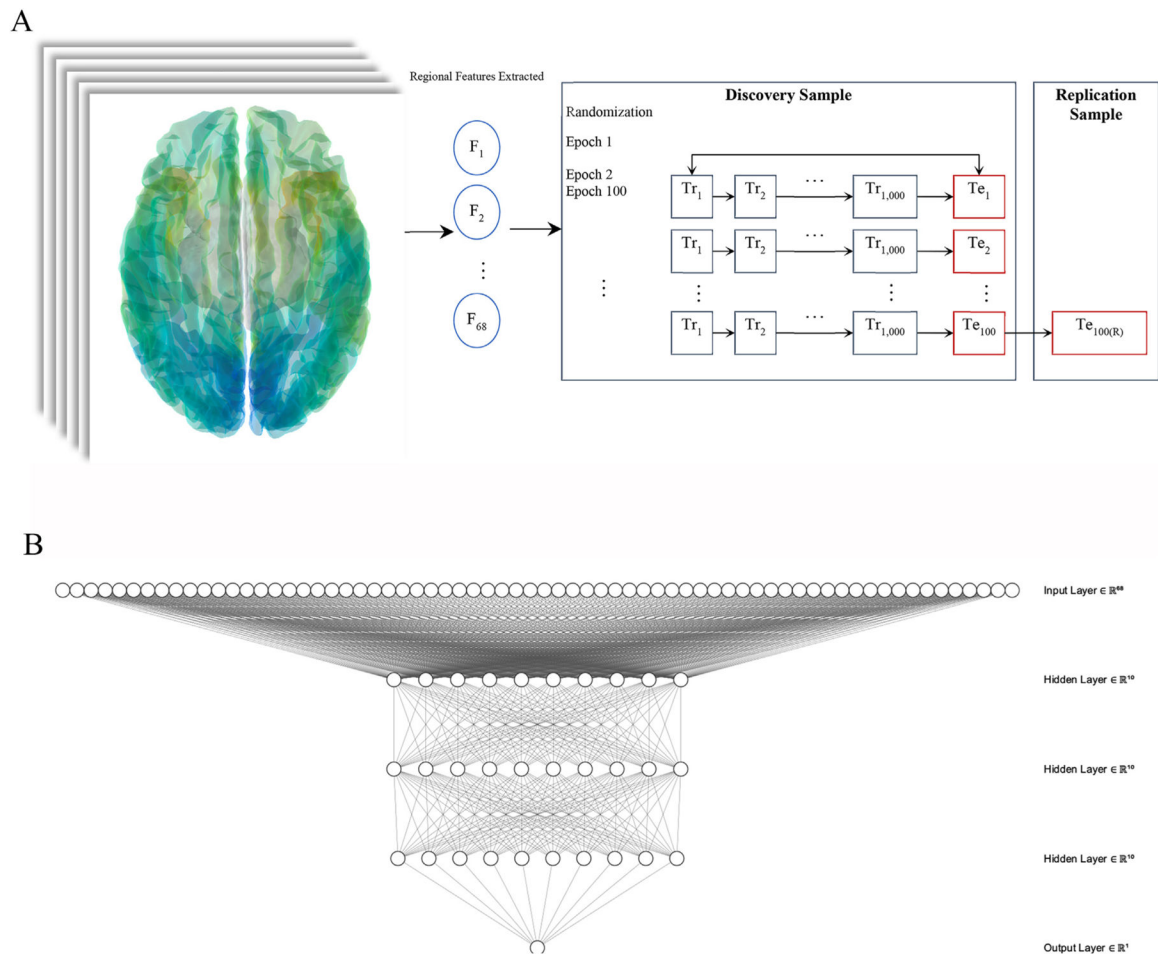 A
Regional Features Extracted
F1
F2
⋮
F68
Discovery Sample
Randomization
Epoch 1
Epoch 2
Epoch 100
⋮
Tr1 Tr2 ... Tr1,000 Te1
Tr1 Tr2 ... Tr1,000 Te2
⋮ ⋮ ⋮
Tr1 Tr2 ... Tr1,000 Te100
Replication
Sample
Te100(R)
B
Input Layer ∈ ℝ⁶⁸
Hidden Layer ∈ ℝ¹⁰
Hidden Layer ∈ ℝ¹⁰
Hidden Layer ∈ ℝ¹⁰
Output Layer ∈ ℝ¹